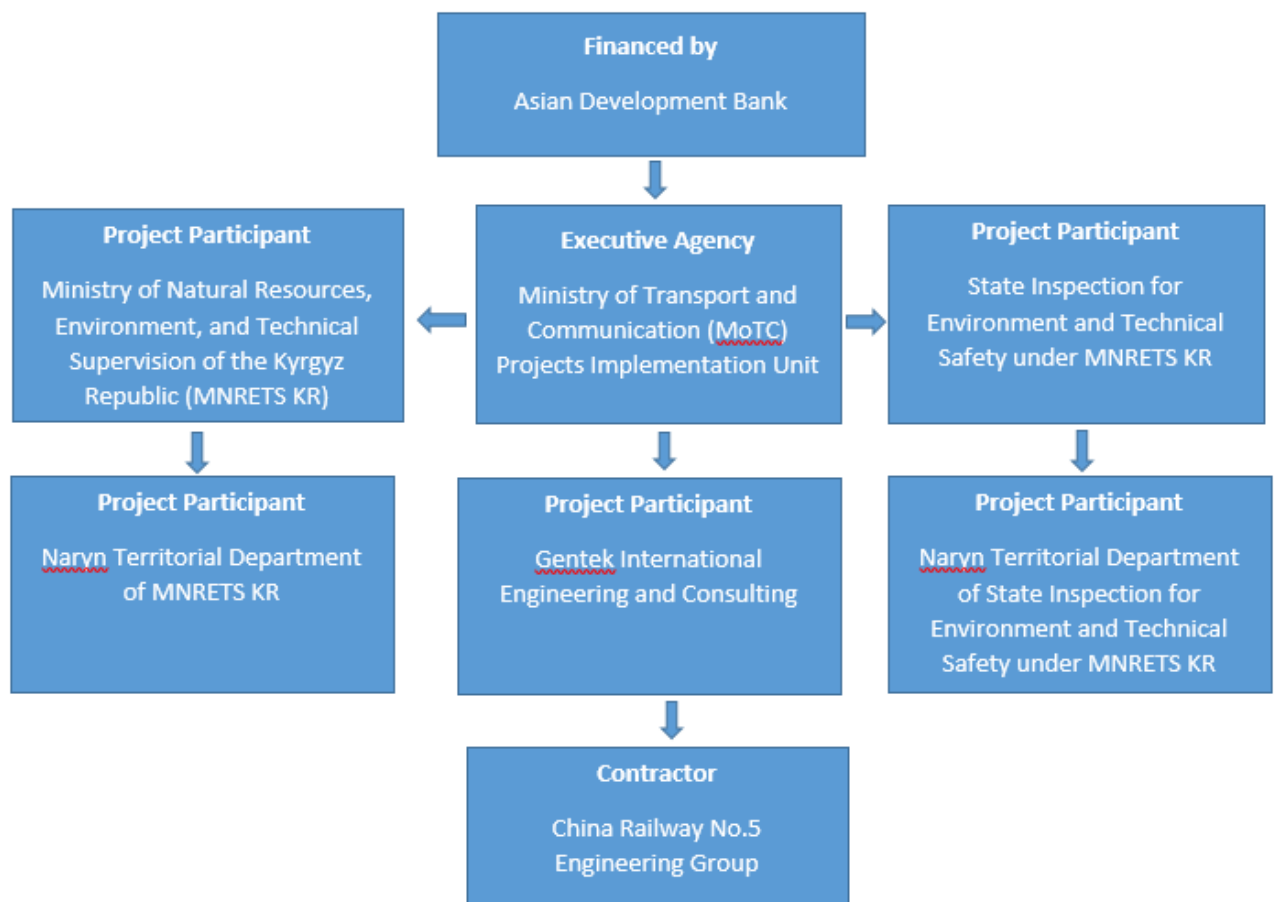 Financed by
Asian Development Bank
Project Participant
Ministry of Natural Resources,
Environment, and Technical
Supervision of the Kyrgyz
Republic (MNRETS KR)
Executive Agency
Ministry of Transport and
Communication (MoTC)
Projects Implementation Unit
Project Participant
State Inspection for
Environment and Technical
Safety under MNRETS KR
Project Participant
Naryn Territorial Department
of MNRETS KR
Project Participant
Gentek International
Engineering and Consulting
Project Participant
Naryn Territorial Department
of State Inspection for
Environment and Technical
Safety under MNRETS KR
Contractor
China Railway No.5
Engineering Group